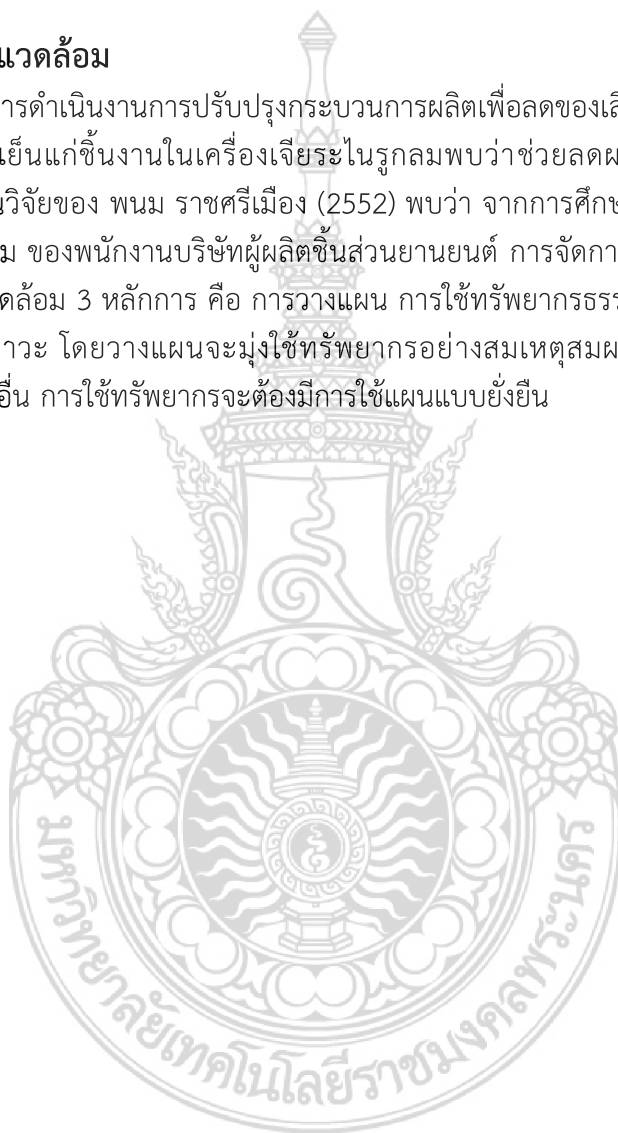 แวดล้อม
ารดำเนินงานการปรับปรุงกระบวนการผลิตเพื่อลดของเสี
เย็นแก่ชิ้นงานในเครื่องเจียระไนรูกลมพบว่าช่วยลดผ
นวิจัยของ พนม ราชศรีเมือง (2552) พบว่า จากการศึกษ
ม ของพนักงานบริษัทผู้ผลิตชิ้นส่วนยานยนต์ การจัดกา
ดล้อม 3 หลักการ คือ การวางแผน การใช้ทรัพยากรธรร
าวะ โดยวางแผนจะมุ่งใช้ทรัพยากรอย่างสมเหตุสมผ
อื่น การใช้ทรัพยากรจะต้องมีการใช้แผนแบบยั่งยืน
มหาวิทยาลัยเทคโนโลยีราชมงคลพระนคร